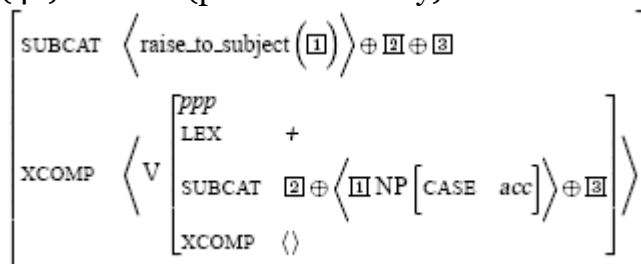 SUBCAT ⟨raise_to_subject(1)⟩ ⊕ 2 ⊕ 3
XCOMP ⟨V [ppp
LEX +
SUBCAT 2 ⊕ ⟨1 NP [CASE acc]⟩ ⊕ 3
XCOMP ⟨⟩]⟩